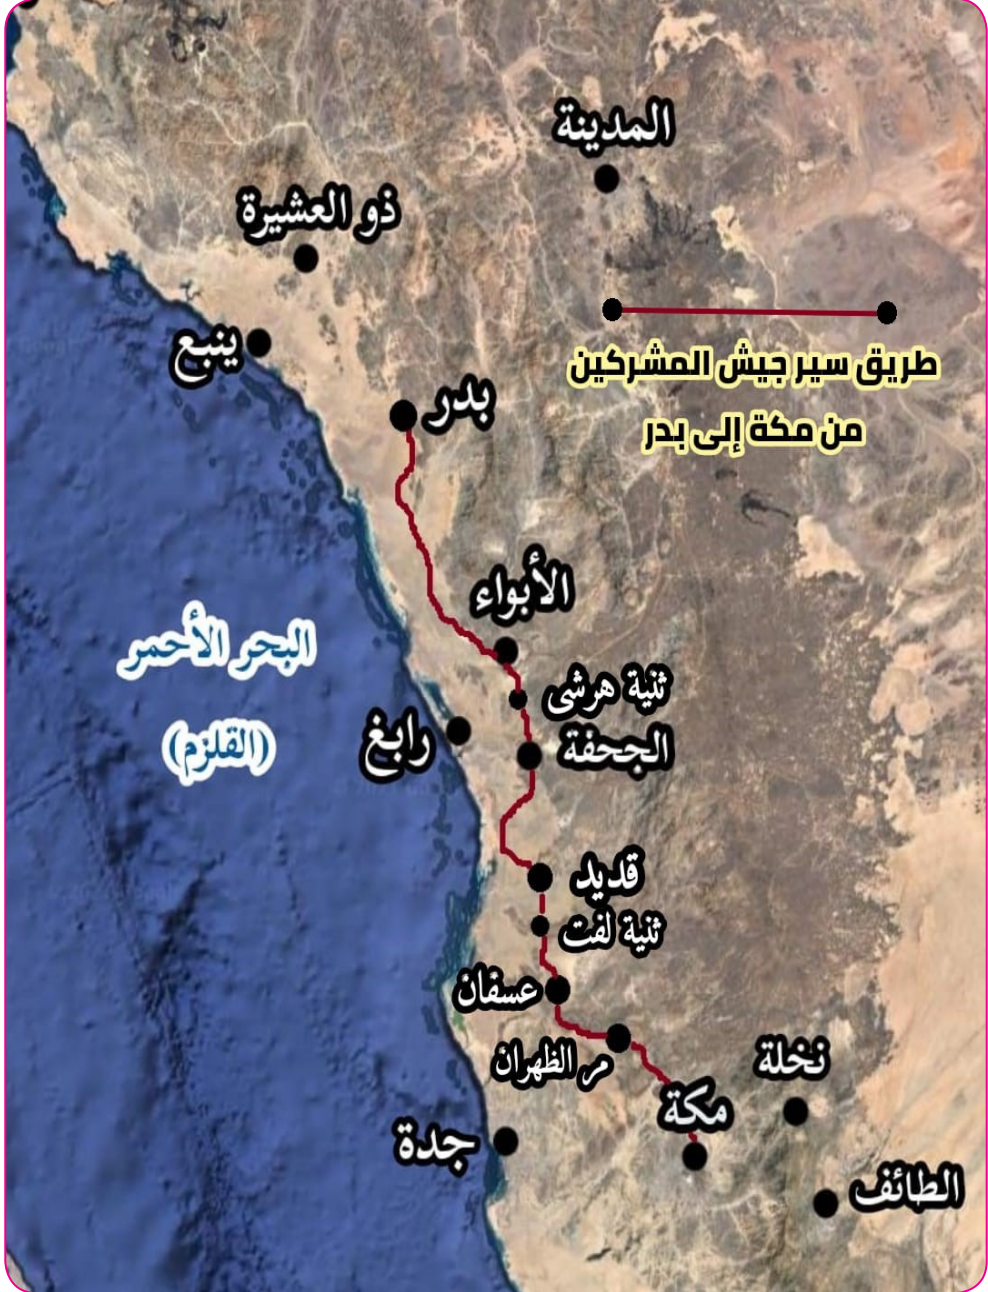 المدينة
ذو العشيرة
ينبع
طريق سير جيش المشركين
من مكة إلى بدر
بدر
الأبواء
البحر الأحمر
(القلزم)
ثنية هرشى
رابغ
الجحفة
قديد
ثنية لفت
عسفان
مر الظهران
نخلة
مكة
جدة
الطائف